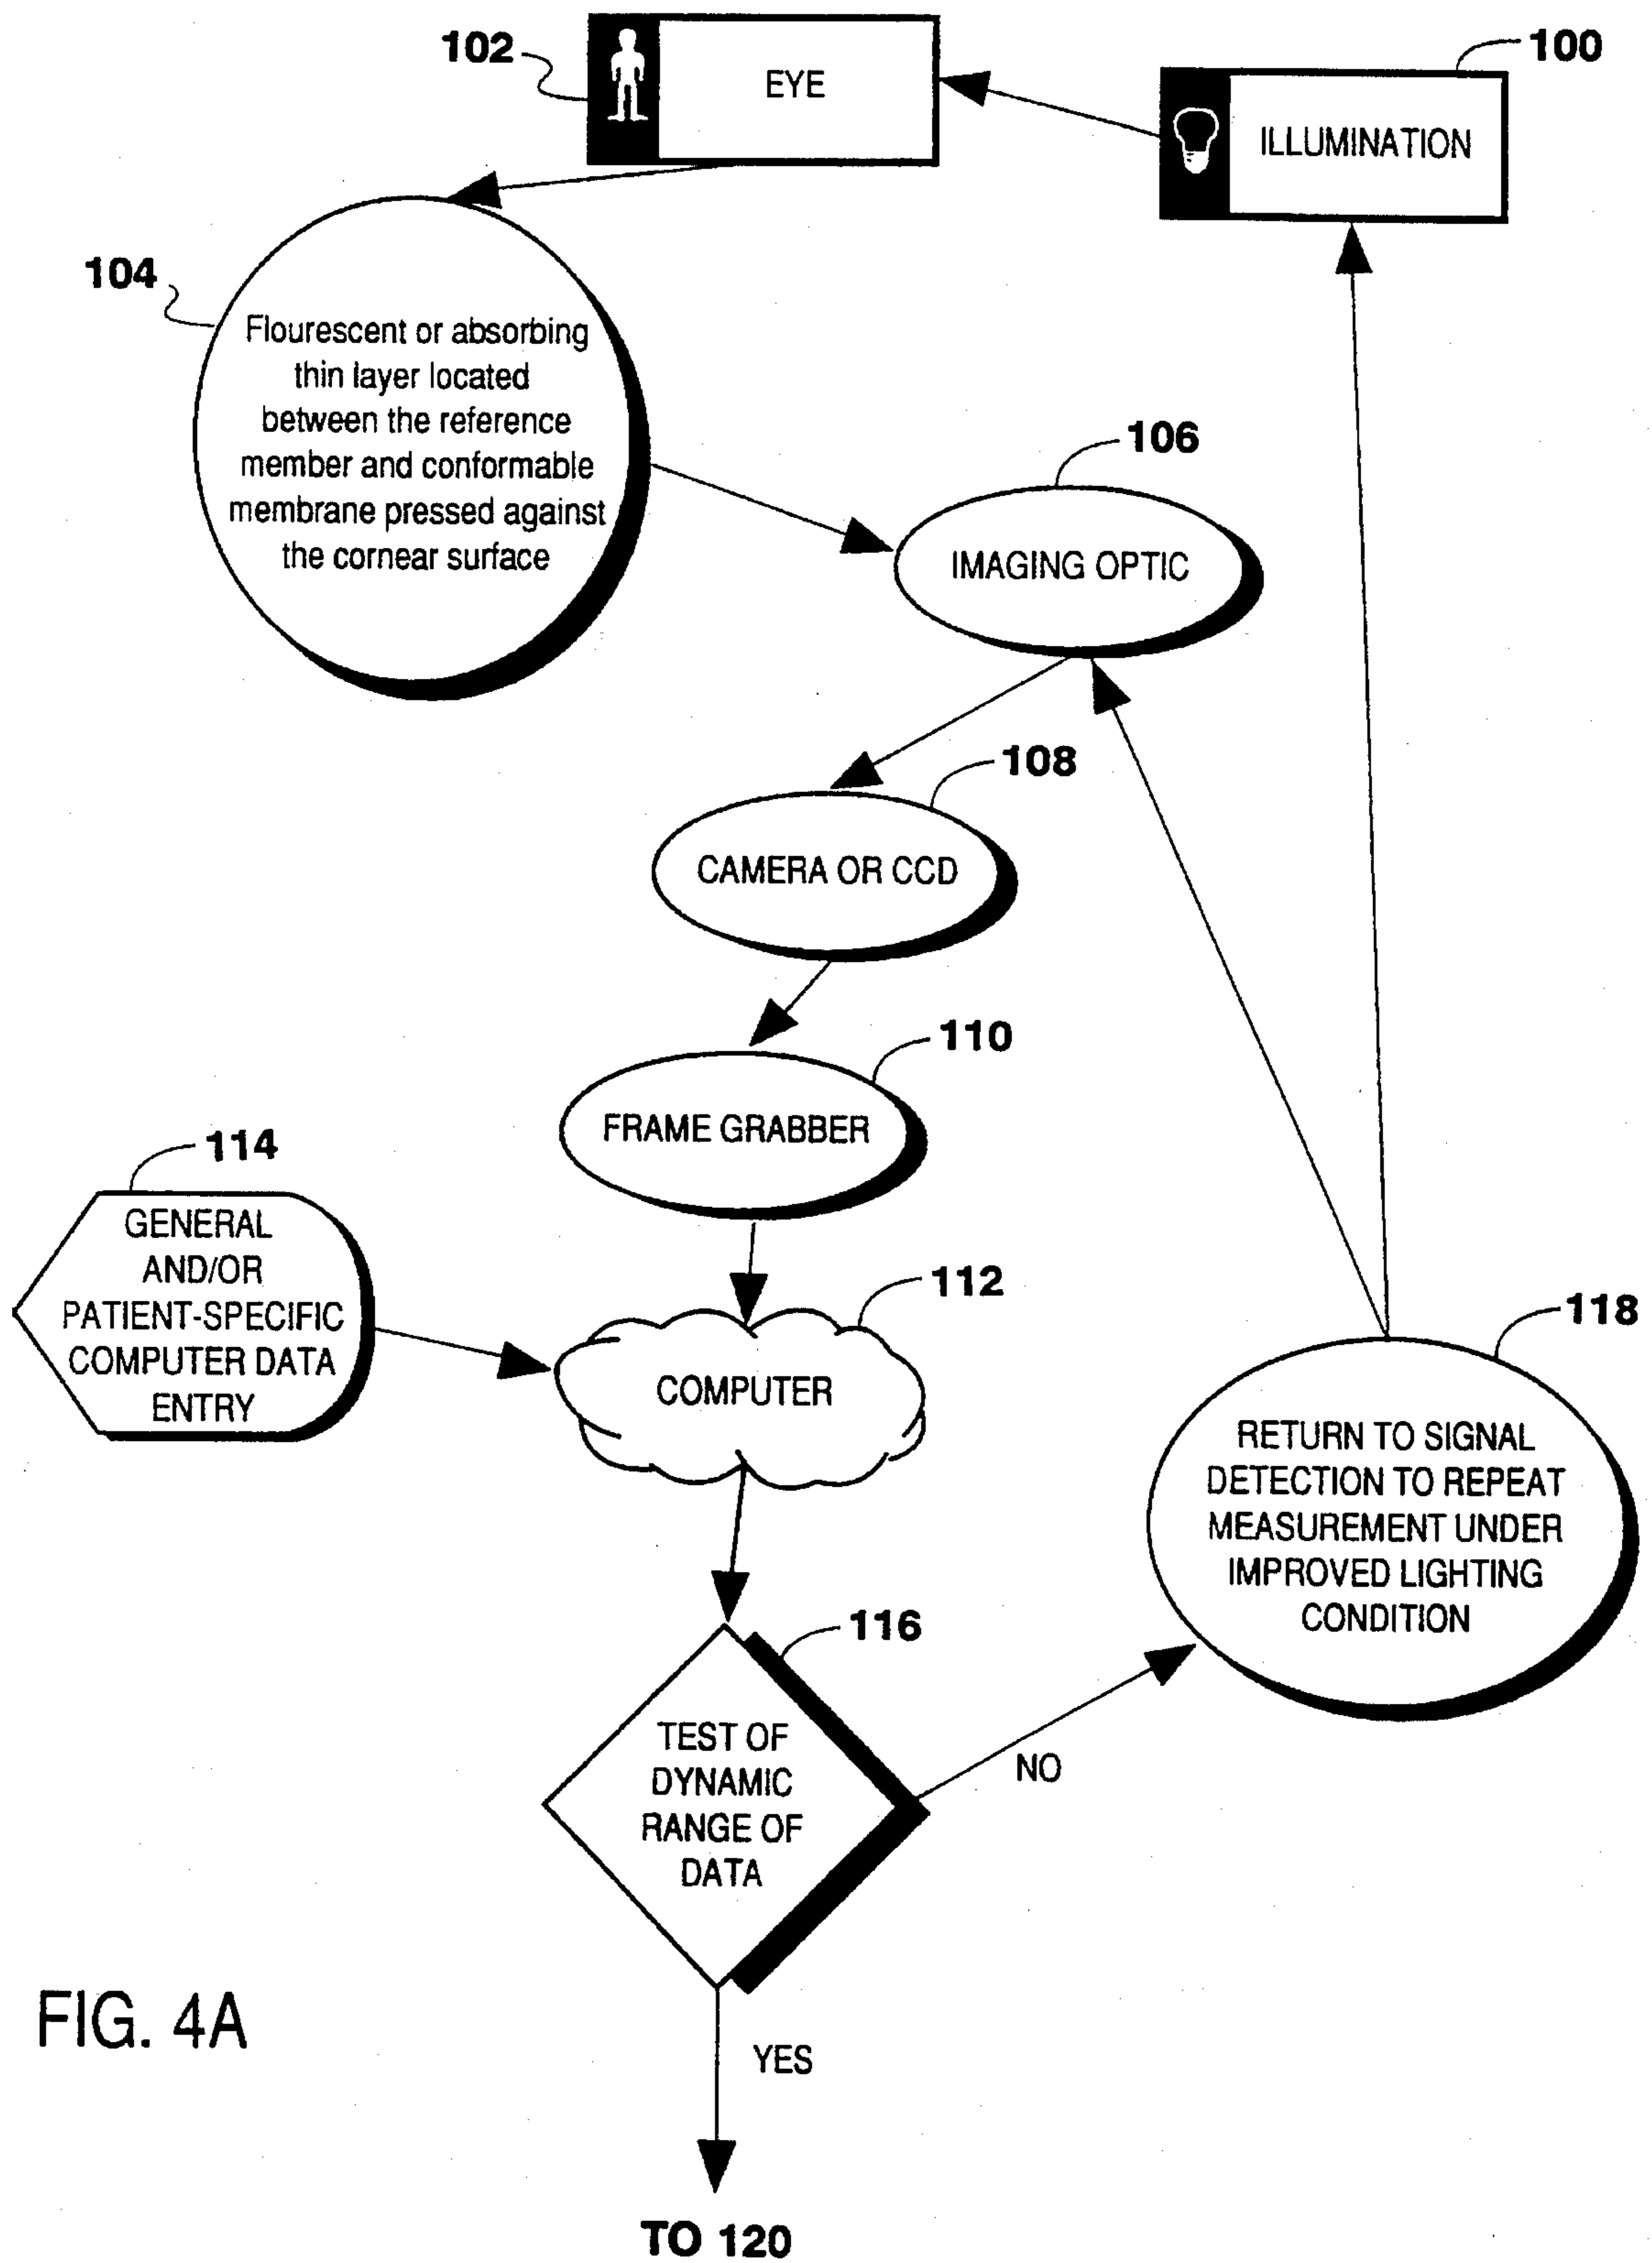 102
EYE
100
ILLUMINATION
104
Flourescent or absorbing
thin layer located
between the reference
member and conformable
membrane pressed against
the cornear surface
106
IMAGING OPTIC
108
CAMERA OR CCD
110
FRAME GRABBER
114
GENERAL
AND/OR
PATIENT-SPECIFIC
COMPUTER DATA
ENTRY
112
COMPUTER
118
RETURN TO SIGNAL
DETECTION TO REPEAT
MEASUREMENT UNDER
IMPROVED LIGHTING
CONDITION
116
TEST OF
DYNAMIC
RANGE OF
DATA
NO
YES
FIG. 4A
TO 120